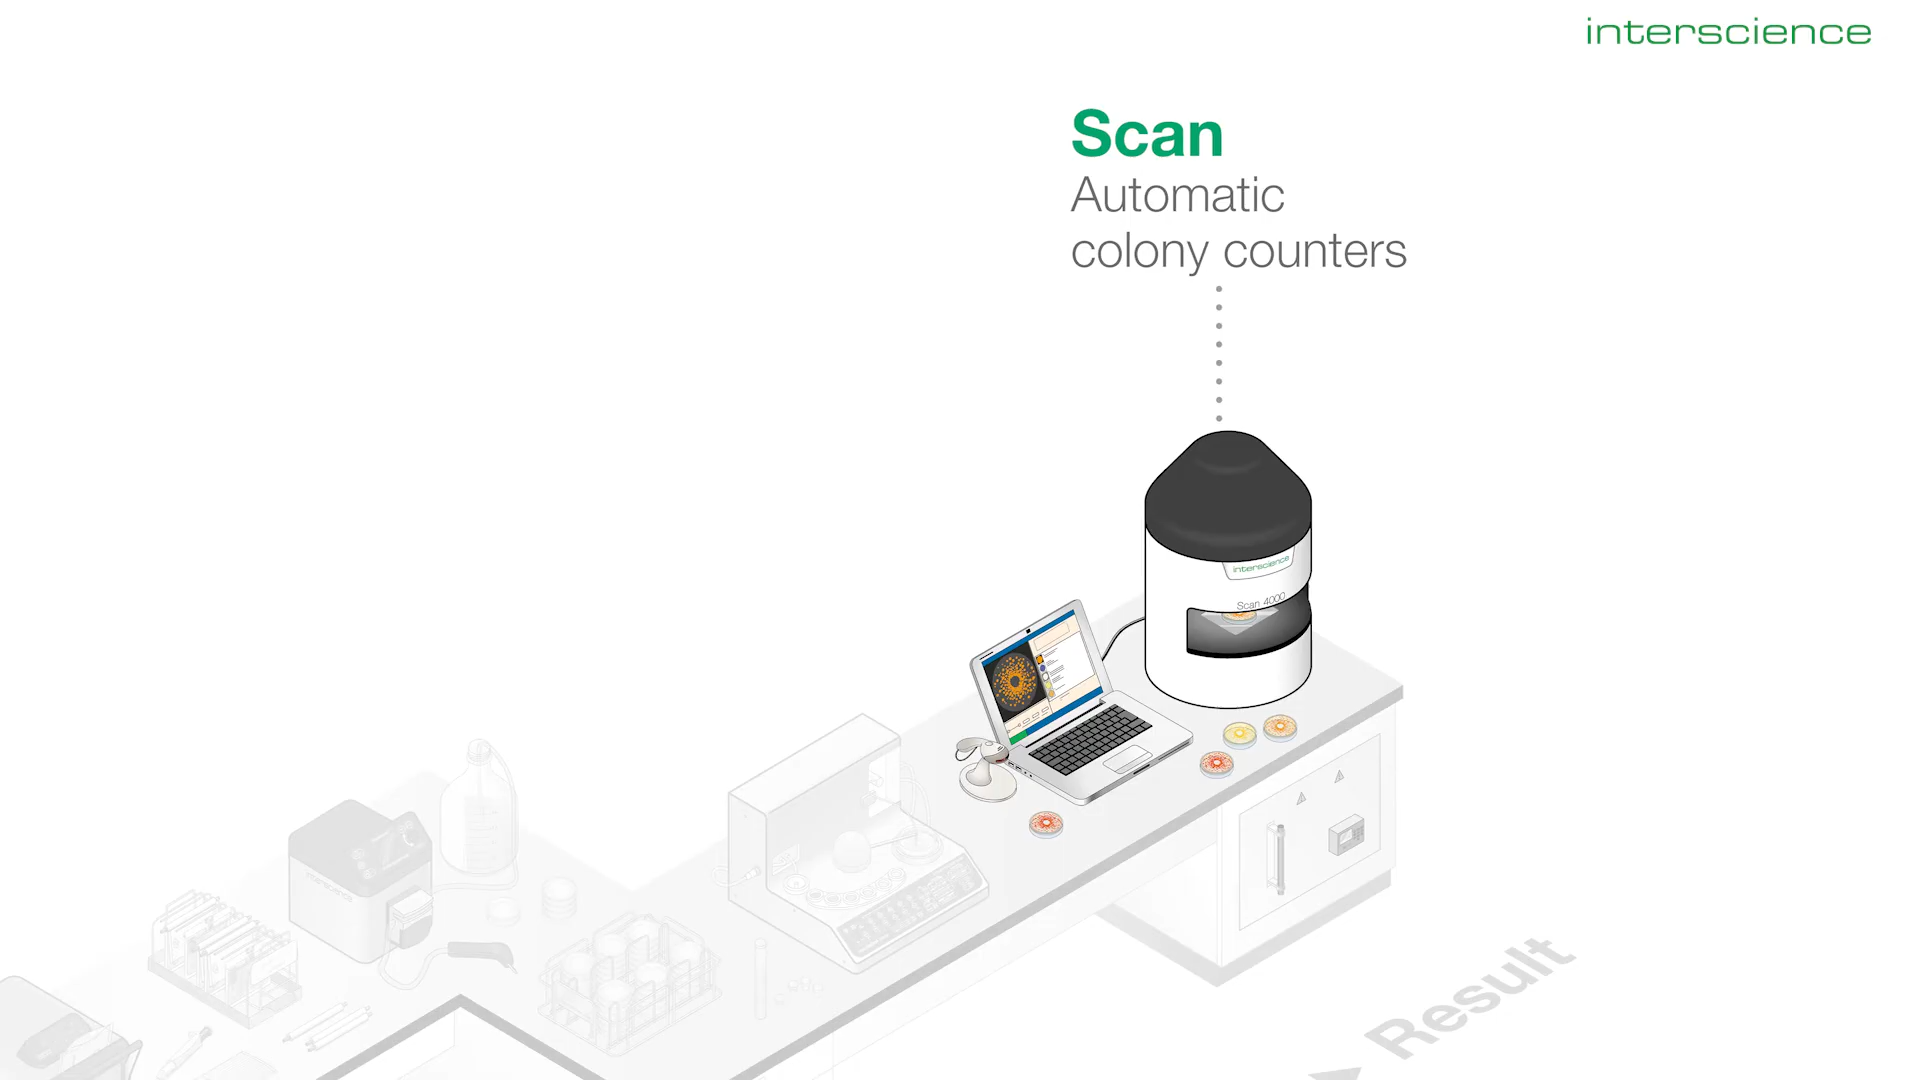 interscience
Scan
Automatic
colony counters
interscience
Scan 4000
Result